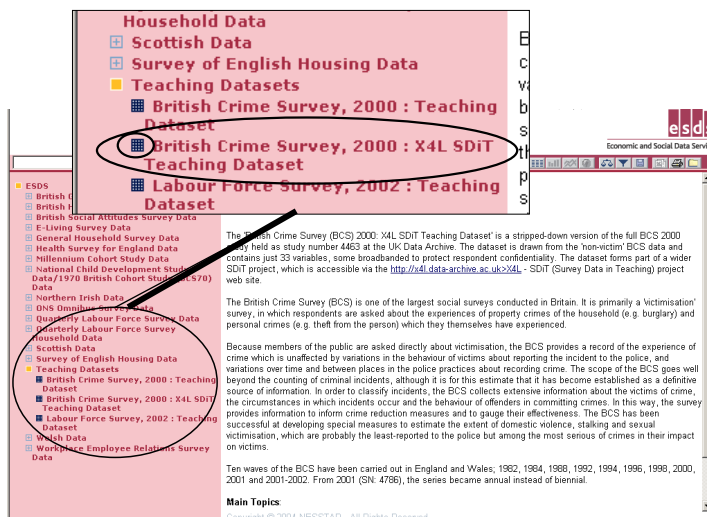 Household Data
Scottish Data
Survey of English Housing Data
Teaching Datasets
British Crime Survey, 2000 : Teaching
Dataset
British Crime Survey, 2000 : X4L SDiT
Teaching Dataset
Labour Force Survey, 2002 : Teaching
Dataset
esd
Economic and Social Data Servi
ESDS
British
British
British Social Attitudes Survey Data
E-Living Survey Data
General Household Survey Data
Health Survey for England Data
Millennium Cohort Study Data
National Child Development Study
Data/1970 British Cohort Study (BCS70)
Data
Northern Irish Data
ONS Omnibus Survey Data
Quarterly Labour Force Survey Data
Quarterly Labour Force Survey
Household Data
Scottish Data
Survey of English Housing Data
Teaching Datasets
British Crime Survey, 2000 : Teaching
Dataset
British Crime Survey, 2000 : X4L SDiT
Teaching Dataset
Labour Force Survey, 2002 : Teaching
Dataset
Welsh Data
Workplace Employee Relations Survey
Data
The 'British Crime Survey (BCS) 2000: X4L SDiT Teaching Dataset' is a stripped-down version of the full BCS 2000
study held as study number 4463 at the UK Data Archive. The dataset is drawn from the 'non-victim' BCS data and
contains just 33 variables, some broadbanded to protect respondent confidentiality. The dataset forms part of a wider
SDiT project, which is accessible via the http://x4l.data-archive.ac.uk>X4L - SDiT (Survey Data in Teaching) project
web site.
The British Crime Survey (BCS) is one of the largest social surveys conducted in Britain. It is primarily a 'victimisation'
survey, in which respondents are asked about the experiences of property crimes of the household (e.g. burglary) and
personal crimes (e.g. theft from the person) which they themselves have experienced.
Because members of the public are asked directly about victimisation, the BCS provides a record of the experience of
crime which is unaffected by variations in the behaviour of victims about reporting the incident to the police, and
variations over time and between places in the police practices about recording crime. The scope of the BCS goes well
beyond the counting of criminal incidents, although it is for this estimate that it has become established as a definitive
source of information. In order to classify incidents, the BCS collects extensive information about the victims of crime,
the circumstances in which incidents occur and the behaviour of offenders in committing crimes. In this way, the survey
provides information to inform crime reduction measures and to gauge their effectiveness. The BCS has been
successful at developing special measures to estimate the extent of domestic violence, stalking and sexual
victimisation, which are probably the least-reported to the police but among the most serious of crimes in their impact
on victims.
Ten waves of the BCS have been carried out in England and Wales; 1982, 1984, 1988, 1992, 1994, 1996, 1998, 2000,
2001 and 2001-2002. From 2001 (SN: 4786), the series became annual instead of biennial.
Main Topics:
Copyright © 2004 NESSTAR - All Rights Reserved